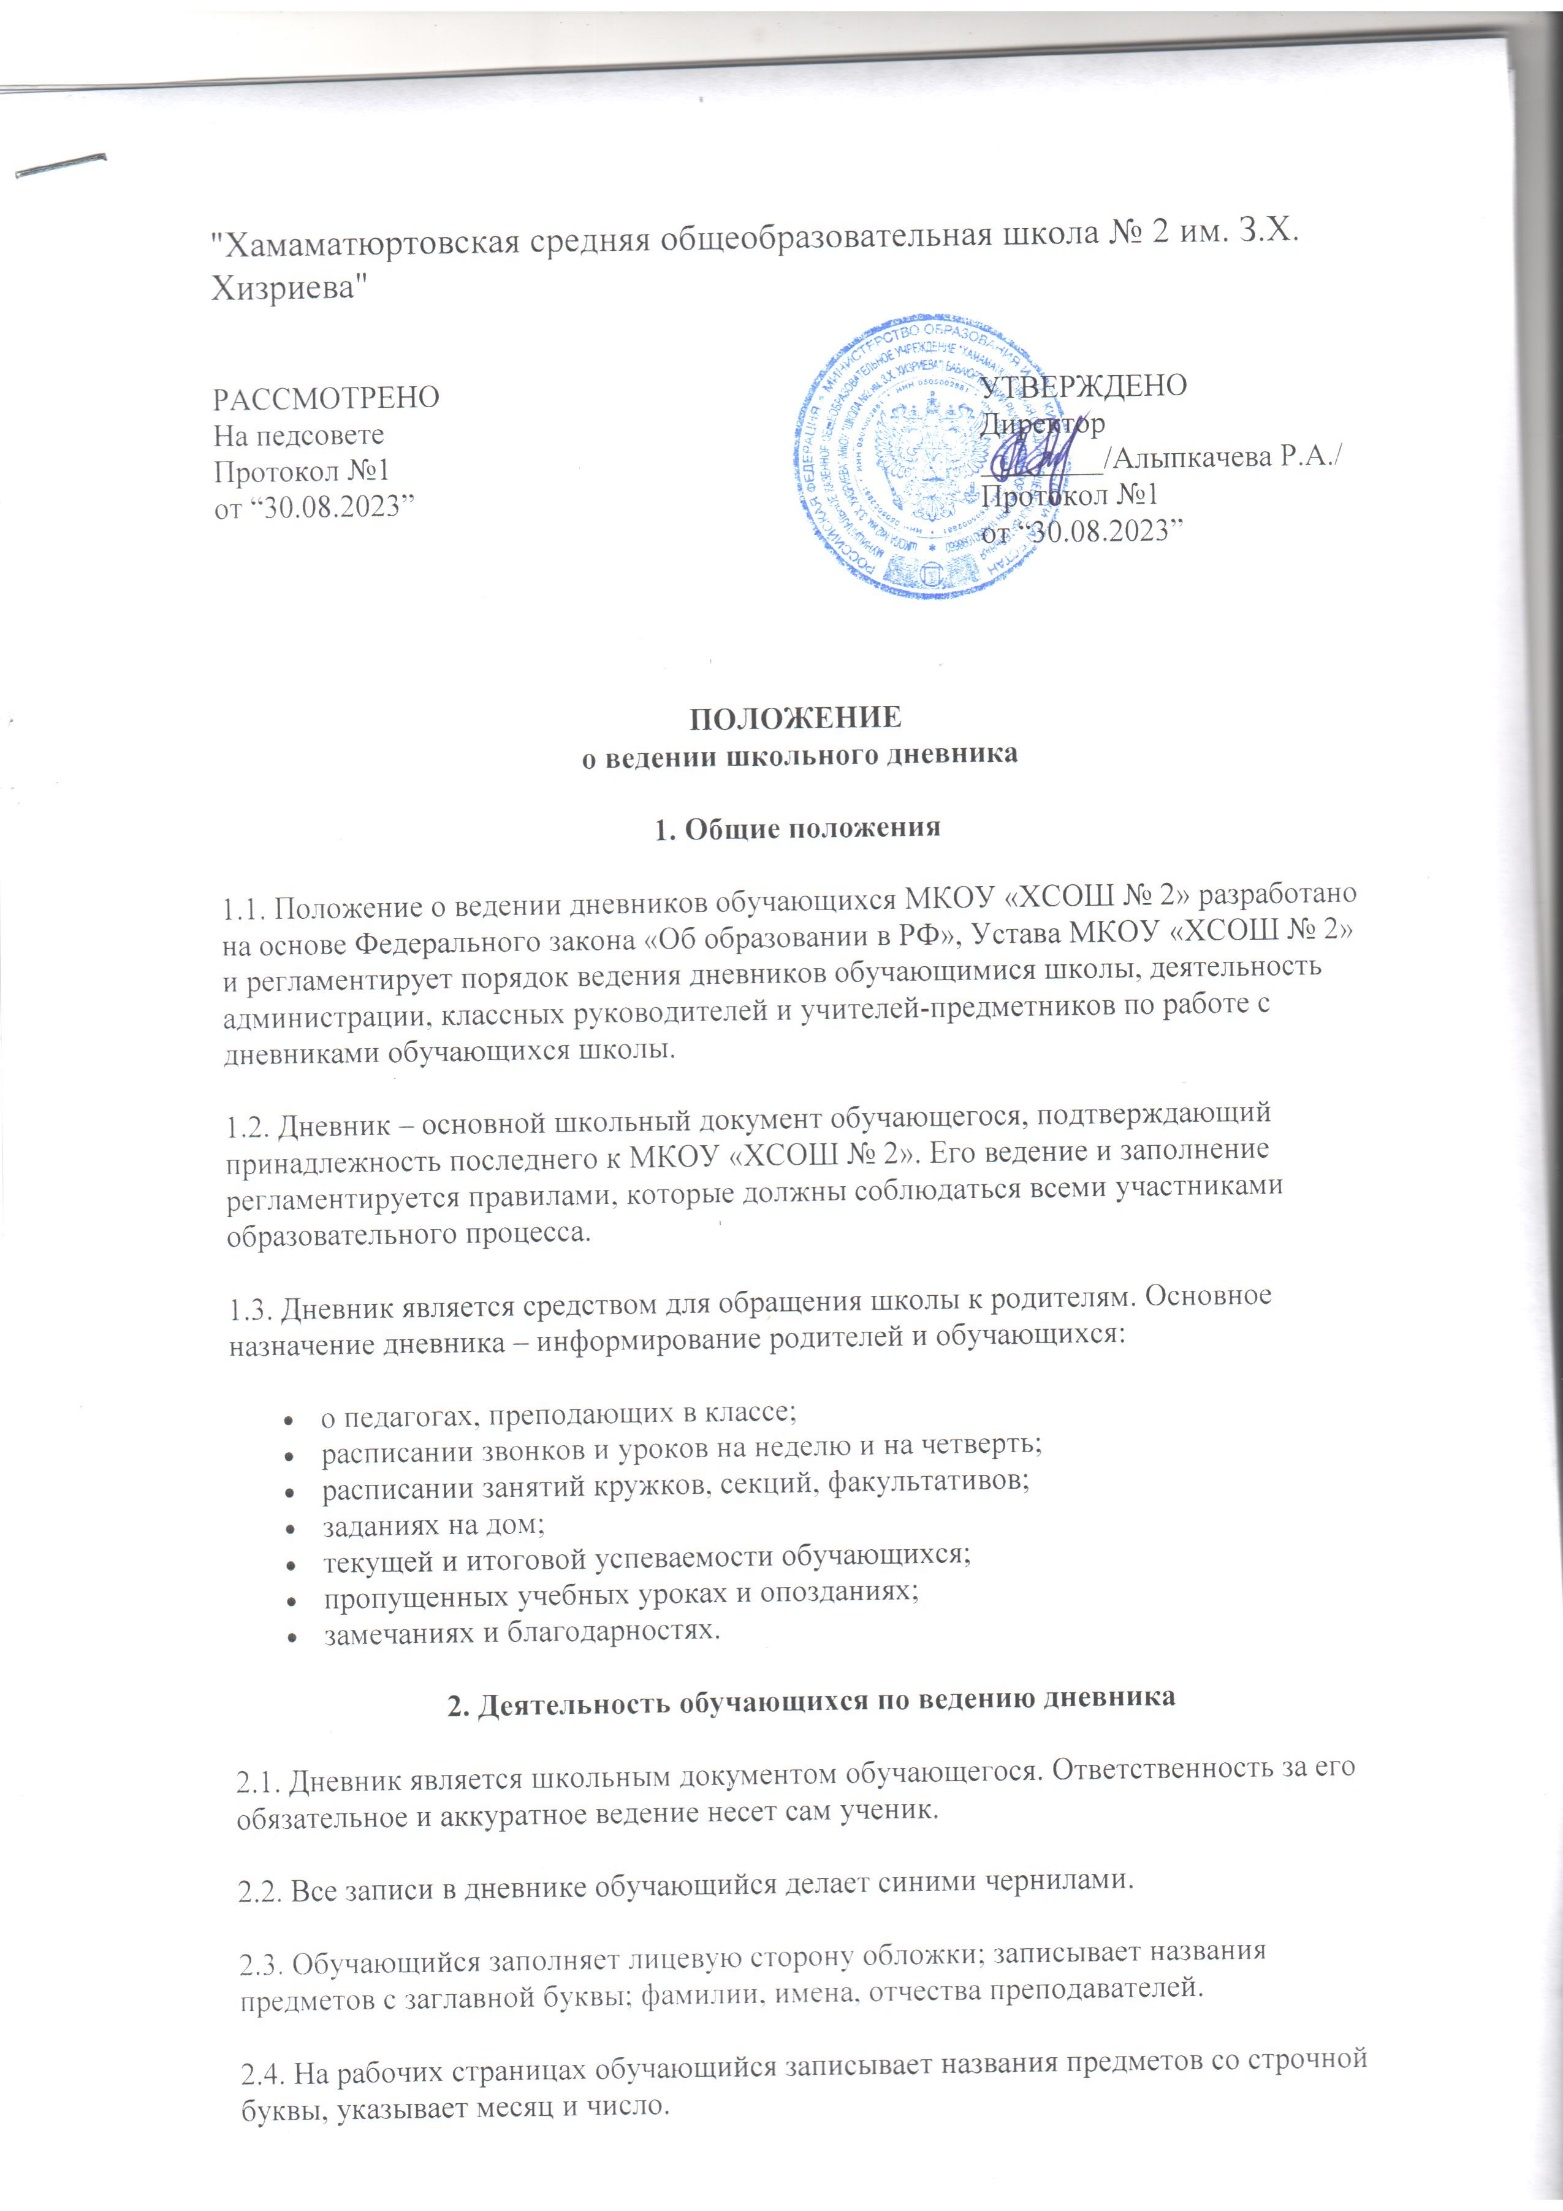 "Хамаматюртовская средняя общеобразовательная школа № 2 им. З.Х.
Хизриева"
РАССМОТРЕНО
На педсовете
Протокол №1
от “30.08.2023”
УТВЕРЖДЕНО
Директор
________/Алыпкачева Р.А./
Протокол №1
от “30.08.2023”
РОССИЙСКАЯ ФЕДЕРАЦИЯ * МИНИСТЕРСТВО ОБРАЗОВАНИЯ И
ПОЛОЖЕНИЕ
о ведении школьного дневника
1. Общие положения
1.1. Положение о ведении дневников обучающихся МКОУ «ХСОШ № 2» разработано
на основе Федерального закона «Об образовании в РФ», Устава МКОУ «ХСОШ № 2»
и регламентирует порядок ведения дневников обучающимися школы, деятельность
администрации, классных руководителей и учителей-предметников по работе с
дневниками обучающихся школы.
1.2. Дневник – основной школьный документ обучающегося, подтверждающий
принадлежность последнего к МКОУ «ХСОШ № 2». Его ведение и заполнение
регламентируется правилами, которые должны соблюдаться всеми участниками
образовательного процесса.
1.3. Дневник является средством для обращения школы к родителям. Основное
назначение дневника – информирование родителей и обучающихся:
• о педагогах, преподающих в классе;
• расписании звонков и уроков на неделю и на четверть;
• расписании занятий кружков, секций, факультативов;
• заданиях на дом;
• текущей и итоговой успеваемости обучающихся;
• пропущенных учебных уроках и опозданиях;
• замечаниях и благодарностях.
2. Деятельность обучающихся по ведению дневника
2.1. Дневник является школьным документом обучающегося. Ответственность за его
обязательное и аккуратное ведение несет сам ученик.
2.2. Все записи в дневнике обучающийся делает синими чернилами.
2.3. Обучающийся заполняет лицевую сторону обложки; записывает названия
предметов с заглавной буквы; фамилии, имена, отчества преподавателей.
2.4. На рабочих страницах обучающийся записывает названия предметов со строчной
буквы, указывает месяц и число.